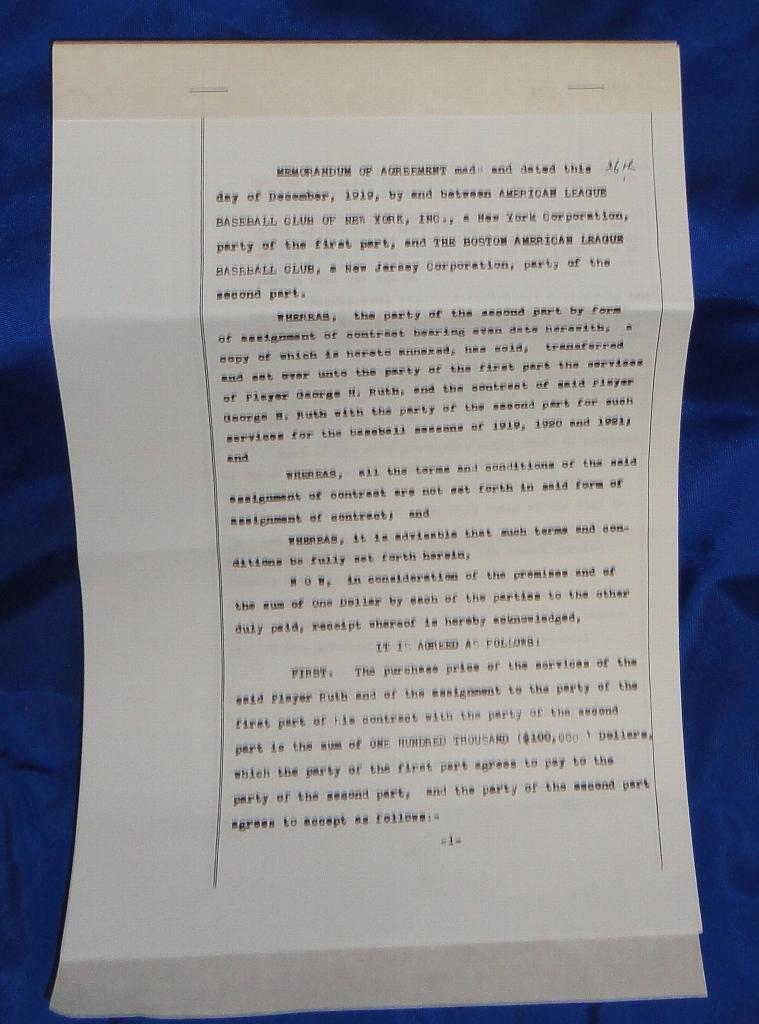 MEMORANDUM OF AGREEMENT made and dated this 26th
day of December, 1919, by and between AMERICAN LEAGUE
BASEBALL CLUB OF NEW YORK, INC., a New York Corporation,
party of the first part, and THE BOSTON AMERICAN LEAGUE
BASEBALL CLUB, a New Jersey Corporation, party of the
second part.
WHEREAS, the party of the second part by form
of assignment of contract bearing even date herewith, a
copy of which is hereto annexed, has sold, transferred
and set over unto the party of the first part the services
of Player George H. Ruth, and the contract of said Player
George H. Ruth with the party of the second part for such
services for the baseball seasons of 1919, 1920 and 1921;
and
WHEREAS, all the terms and conditions of the said
assignment of contract are not set forth in said form of
assignment of contract; and
WHEREAS, it is advisable that such terms and con-
ditions be fully set forth herein,
N O W, in consideration of the premises and of
the sum of One Dollar by each of the parties to the other
duly paid, receipt whereof is hereby acknowledged,
IT IS AGREED AS FOLLOWS:
FIRST. The purchase price of the services of the
said Player Ruth and of the assignment to the party of the
first part of his contract with the party of the second
part is the sum of ONE HUNDRED THOUSAND ($100,000 ) Dollars,
which the party of the first part agrees to pay to the
party of the second part, and the party of the second part
agrees to accept as follows:-
-1-